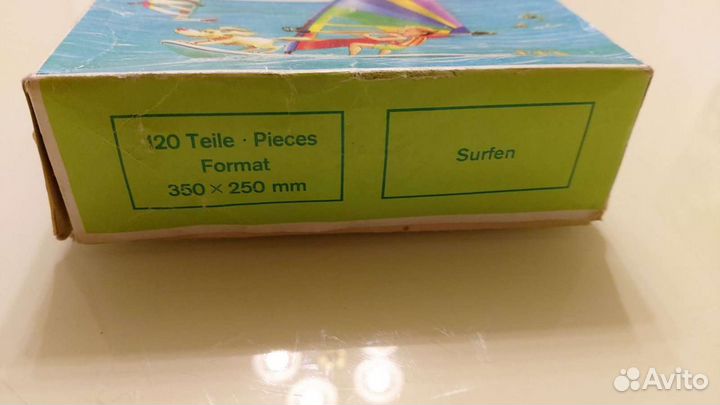 120 Teile · Pieces
Format
350 × 250 mm
Surfen
Avito